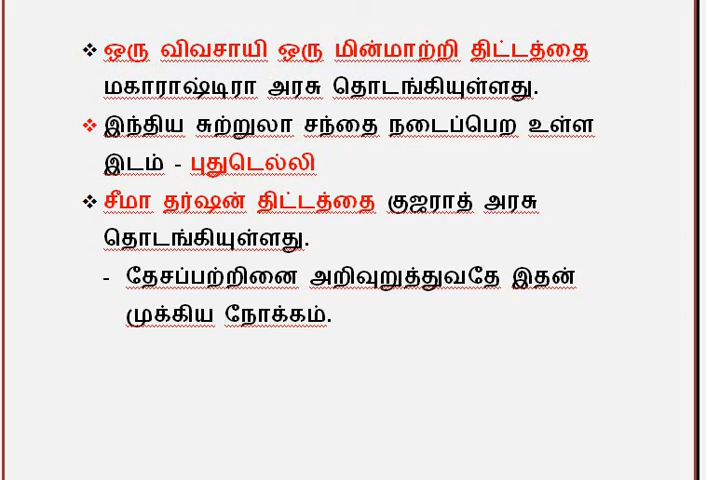 ❖ ஒரு விவசாயி ஒரு மின்மாற்றி திட்டத்தை
மகாராஷ்டிரா அரசு தொடங்கியுள்ளது.
❖ இந்திய சுற்றுலா சந்தை நடைப்பெற உள்ள
இடம் - புதுடெல்லி
❖ சீமா தர்ஷன் திட்டத்தை குஜராத் அரசு
தொடங்கியுள்ளது.
- தேசப்பற்றினை அறிவுறுத்துவதே இதன்
முக்கிய நோக்கம்.